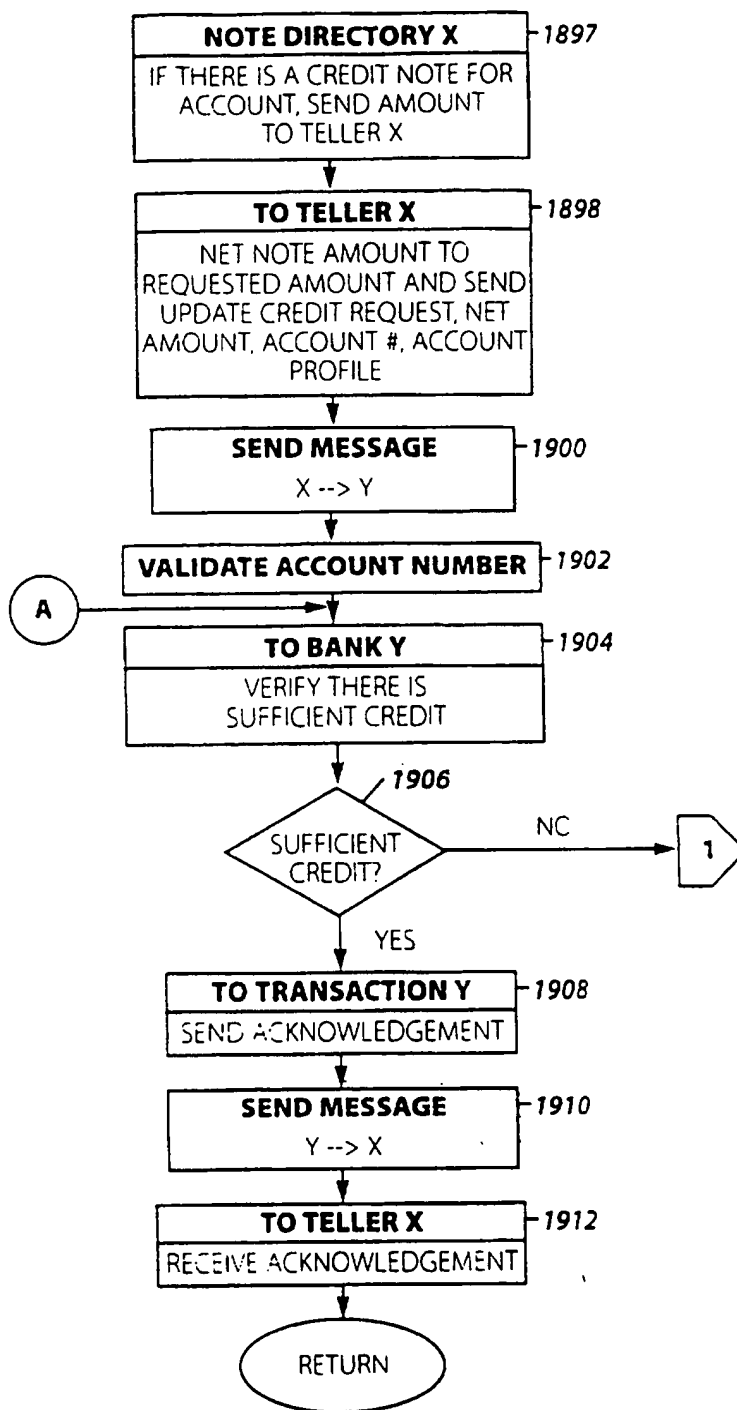 NOTE DIRECTORY X
1897
IF THERE IS A CREDIT NOTE FOR
ACCOUNT, SEND AMOUNT
TO TELLER X
TO TELLER X
1898
NET NOTE AMOUNT TO
REQUESTED AMOUNT AND SEND
UPDATE CREDIT REQUEST, NET
AMOUNT, ACCOUNT #, ACCOUNT
PROFILE
SEND MESSAGE
1900
X --> Y
VALIDATE ACCOUNT NUMBER
1902
A
TO BANK Y
1904
VERIFY THERE IS
SUFFICIENT CREDIT
1906
SUFFICIENT
CREDIT?
NC
1
YES
TO TRANSACTION Y
1908
SEND ACKNOWLEDGEMENT
SEND MESSAGE
1910
Y --> X
TO TELLER X
1912
RECEIVE ACKNOWLEDGEMENT
RETURN